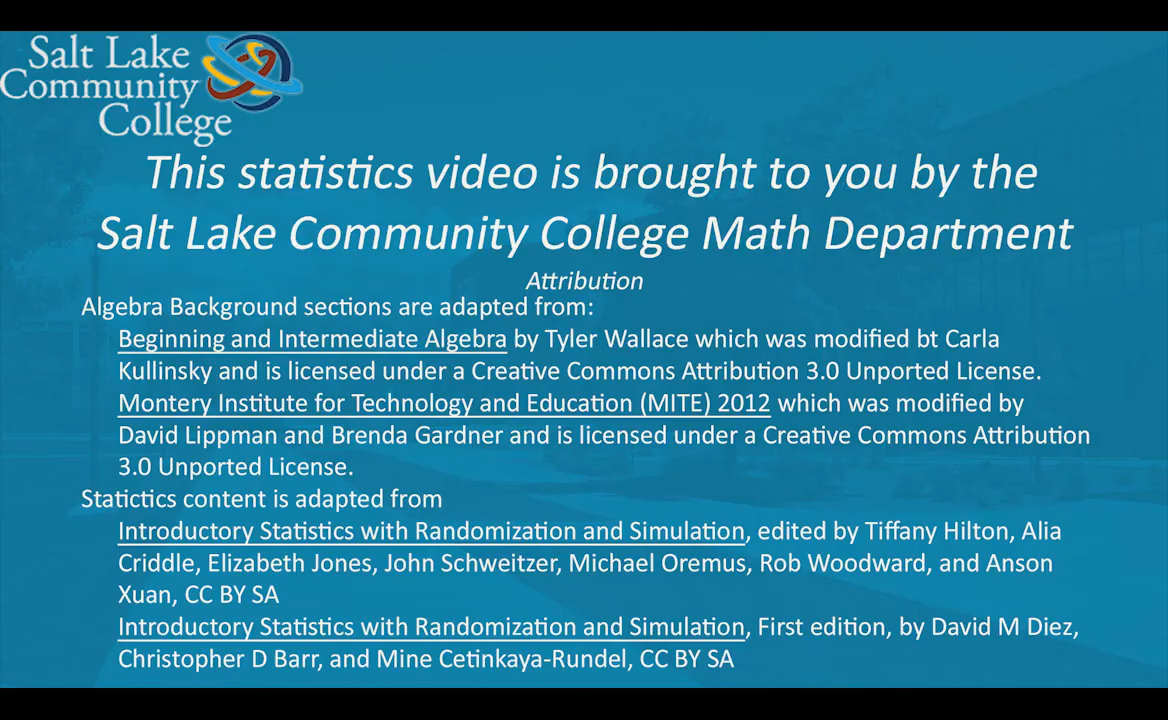 Salt Lake
Community
College
This statistics video is brought to you by the
Salt Lake Community College Math Department
Attribution
Algebra Background sections are adapted from:
Beginning and Intermediate Algebra by Tyler Wallace which was modified bt Carla
Kullinsky and is licensed under a Creative Commons Attribution 3.0 Unported License.
Montery Institute for Technology and Education (MITE) 2012 which was modified by
David Lippman and Brenda Gardner and is licensed under a Creative Commons Attribution
3.0 Unported License.
Statictics content is adapted from
Introductory Statistics with Randomization and Simulation, edited by Tiffany Hilton, Alia
Criddle, Elizabeth Jones, John Schweitzer, Michael Oremus, Rob Woodward, and Anson
Xuan, CC BY SA
Introductory Statistics with Randomization and Simulation, First edition, by David M Diez,
Christopher D Barr, and Mine Cetinkaya-Rundel, CC BY SA